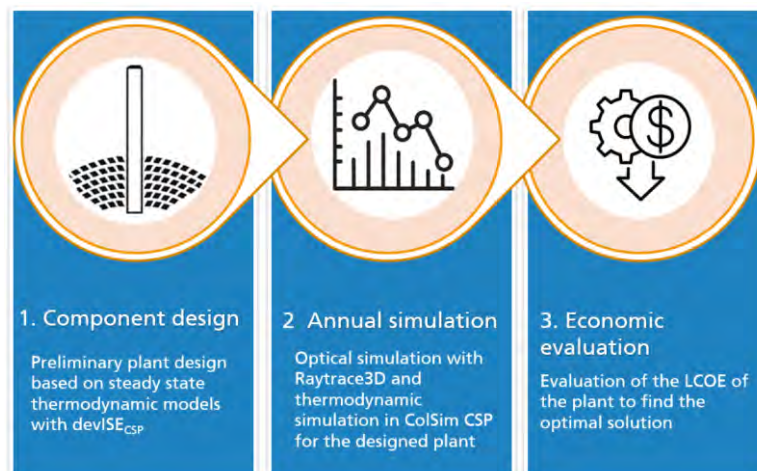 $
1. Component design
Preliminary plant design
based on steady state
thermodynamic models
with devISE_CSP
2 Annual simulation
Optical simulation with
Raytrace3D and
thermodynamic
simulation in ColSim CSP
for the designed plant
3. Economic
evaluation
Evaluation of the LCOE of
the plant to find the
optimal solution